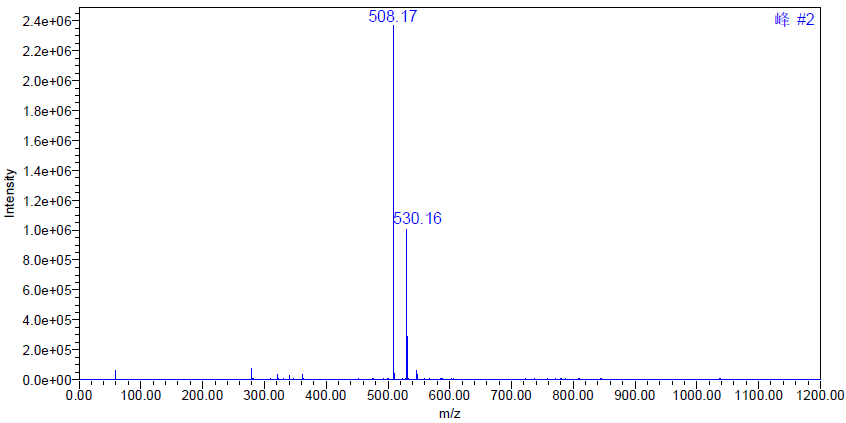 508.17
峰 #2
2.4e+06
2.2e+06
2.0e+06
1.8e+06
1.6e+06
1.4e+06
1.2e+06
1.0e+06
8.0e+05
6.0e+05
4.0e+05
2.0e+05
0.0e+00
Intensity
530.16
0.00 100.00 200.00 300.00 400.00 500.00 600.00 700.00 800.00 900.00 1000.00 1100.00 1200.00
m/z